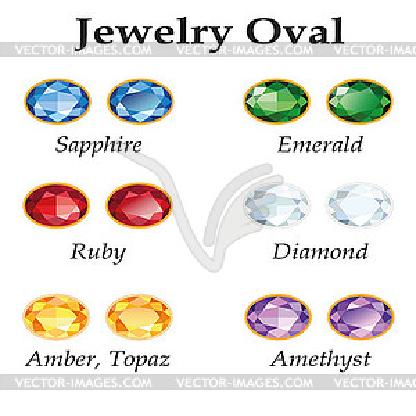 VECTOR-IMAGES.COM VECTOR-IMAGES.COM VECTOR-IMAGES.COM
Jewelry Oval
Sapphire Emerald
Ruby Diamond
Amber, Topaz Amethyst
VECTOR-IMAGES.COM VECTOR-IMAGES.COM VECTOR-IMAGES.COM